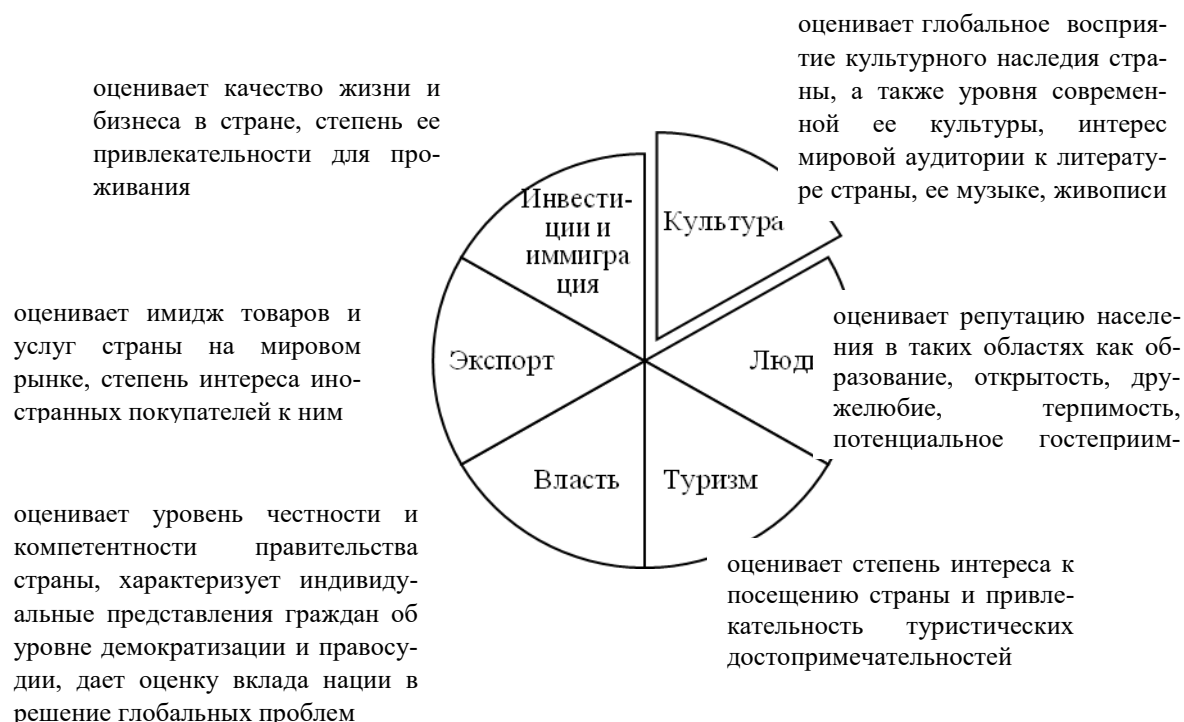 оценивает глобальное восприя-
тие культурного наследия стра-
ны, а также уровня современ-
ной ее культуры, интерес
мировой аудитории к литерату-
ре страны, ее музыке, живописи
оценивает качество жизни и
бизнеса в стране, степень ее
привлекательности для про-
живания
Инвести-
ции и
иммигра
ция
Культура
оценивает имидж товаров и
услуг страны на мировом
рынке, степень интереса ино-
странных покупателей к ним
Экспорт
Люди
оценивает репутацию населе-
ния в таких областях как об-
разование, открытость, дру-
желюбие, терпимость,
потенциальное гостеприим-
Власть
Туризм
оценивает уровень честности и
компетентности правительства
страны, характеризует индивиду-
альные представления граждан об
уровне демократизации и правосу-
дии, дает оценку вклада нации в
решение глобальных проблем
оценивает степень интереса к
посещению страны и привле-
кательность туристических
достопримечательностей